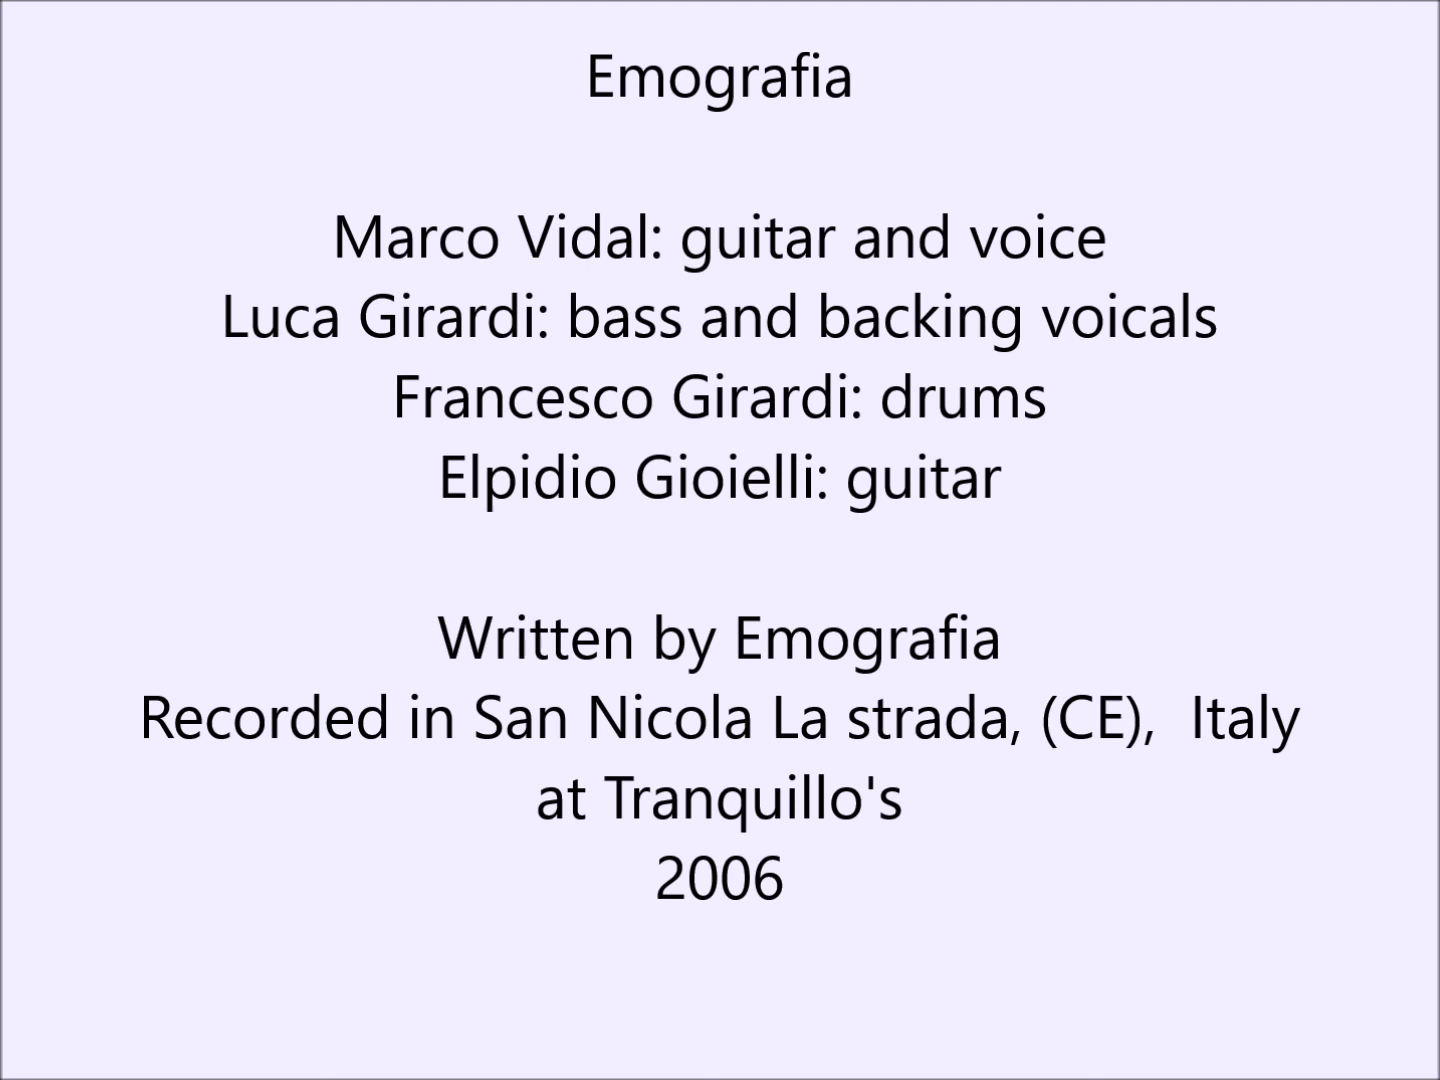 Emografia
Marco Vidal: guitar and voice
Luca Girardi: bass and backing voicals
Francesco Girardi: drums
Elpidio Gioielli: guitar
Written by Emografia
Recorded in San Nicola La strada, (CE),  Italy
at Tranquillo's
2006